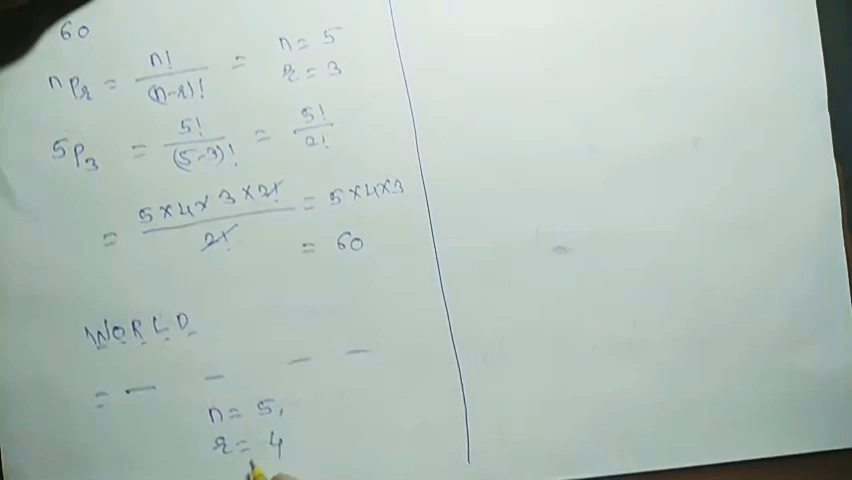 60
nPr = n!/(n-r)! = n = 5
r = 3
5P3 = 5!/(5-3)! = 5!/2!
= 5×4×3×2!/2! = 5×4×3
= 60
WORLD
= _ _ _ _
n = 5,
r = 4